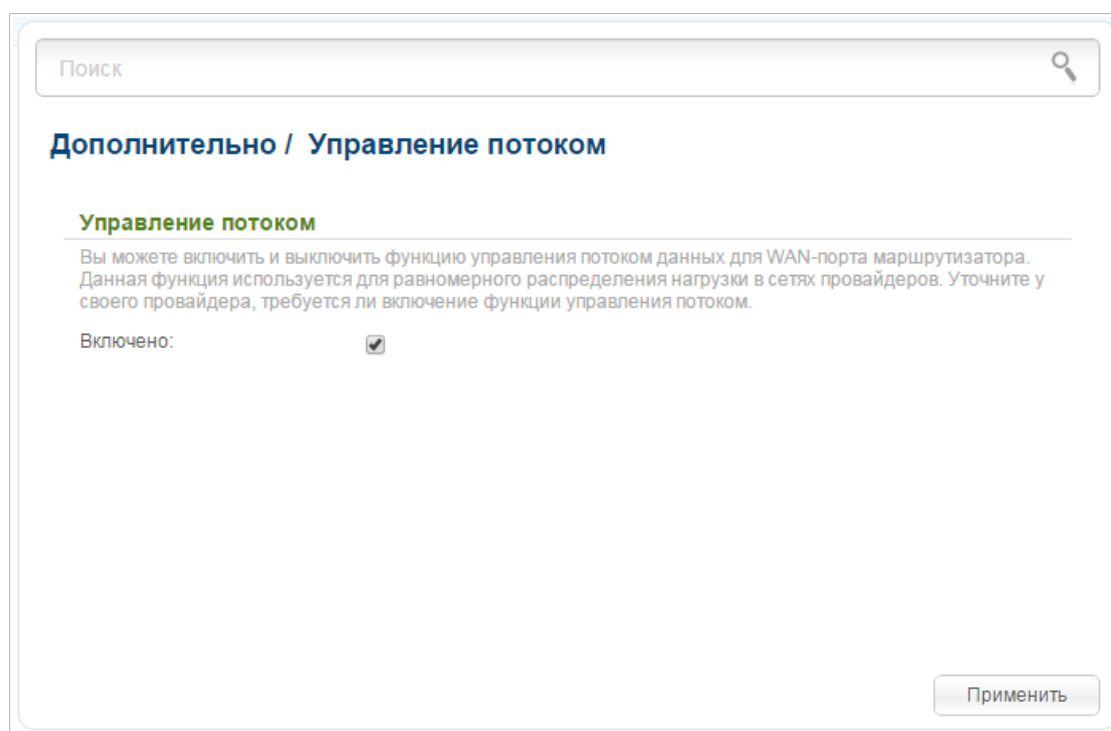 Поиск
Дополнительно / Управление потоком
Управление потоком
Вы можете включить и выключить функцию управления потоком данных для WAN-порта маршрутизатора.
Данная функция используется для равномерного распределения нагрузки в сетях провайдеров. Уточните у
своего провайдера, требуется ли включение функции управления потоком.
Включено:
Применить